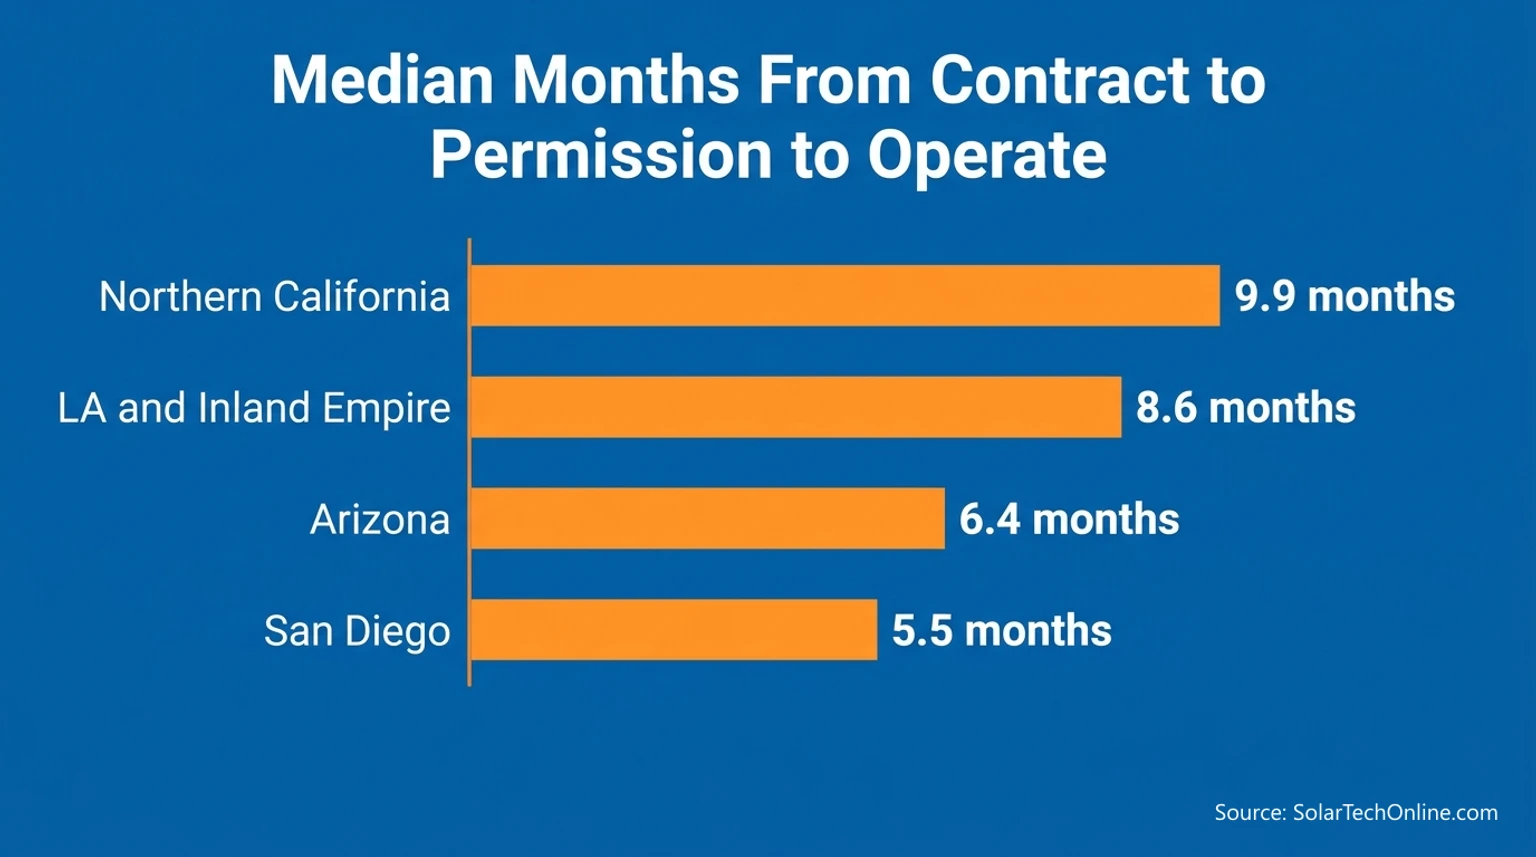 Median Months From Contract to
Permission to Operate
Northern California 9.9 months
LA and Inland Empire 8.6 months
Arizona 6.4 months
San Diego 5.5 months
Source: SolarTechOnline.com